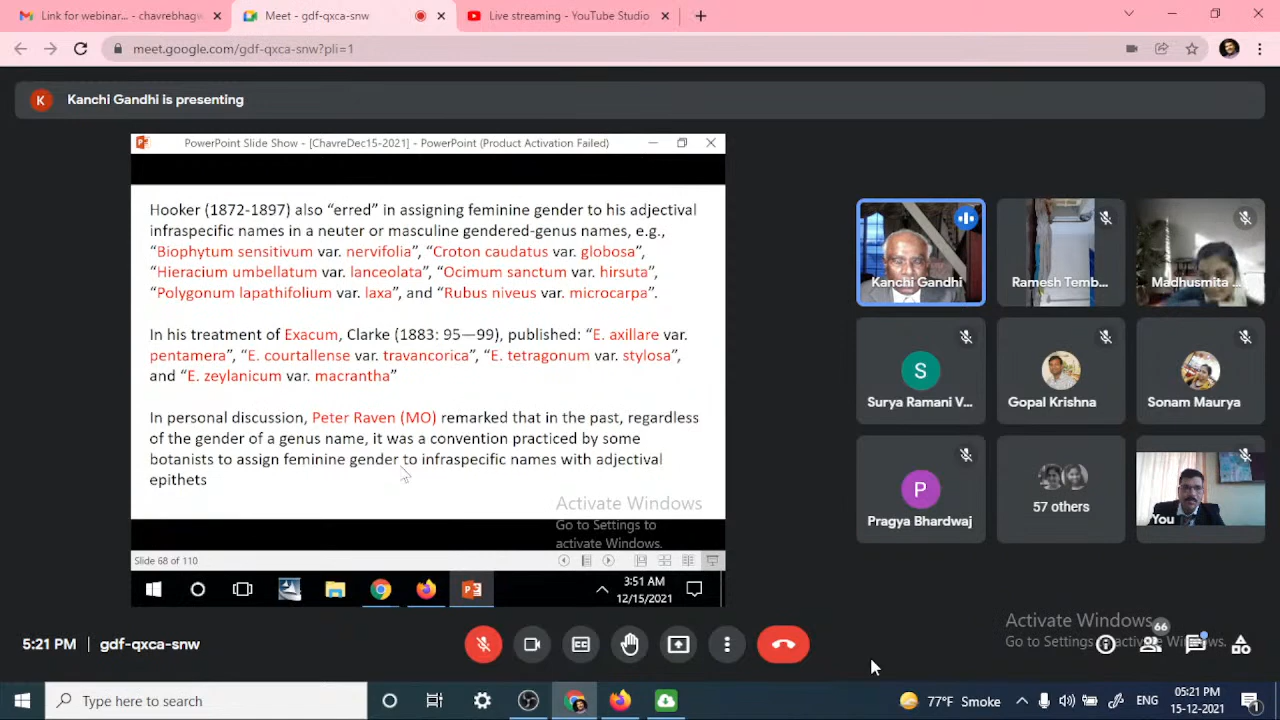 Link for webinar... - chavrebhagw
Meet - gdf-qxca-snw
Live streaming - YouTube Studio
meet.google.com/gdf-qxca-snw?pli=1
K
Kanchi Gandhi is presenting
PowerPoint Slide Show - [ChavreDec15-2021] - PowerPoint (Product Activation Failed)
Hooker (1872-1897) also “erred” in assigning feminine gender to his adjectival
infraspecific names in a neuter or masculine gendered-genus names, e.g.,
“Biophytum sensitivum var. nervifolia”, “Croton caudatus var. globosa”,
“Hieracium umbellatum var. lanceolata”, “Ocimum sanctum var. hirsuta”,
“Polygonum lapathifolium var. laxa”, and “Rubus niveus var. microcarpa”.
In his treatment of Exacum, Clarke (1883: 95—99), published: “E. axillare var.
pentamera”, “E. courtallense var. travancorica”, “E. tetragonum var. stylosa”,
and “E. zeylanicum var. macrantha”
In personal discussion, Peter Raven (MO) remarked that in the past, regardless
of the gender of a genus name, it was a convention practiced by some
botanists to assign feminine gender to infraspecific names with adjectival
epithets
Activate Windows
Go to Settings to
activate Windows.
Slide 68 of 110
3:51 AM
12/15/2021
Kanchi Gandhi
Ramesh Temb...
Madhusmita
S
Surya Ramani V...
Gopal Krishna
Sonam Maurya
P
Pragya Bhardwaj
57 others
You
Activate Windows
Go to Settings to activate Windows.
66
5:21 PM | gdf-qxca-snw
Type here to search
77°F Smoke
ENG
05:21 PM
15-12-2021
1